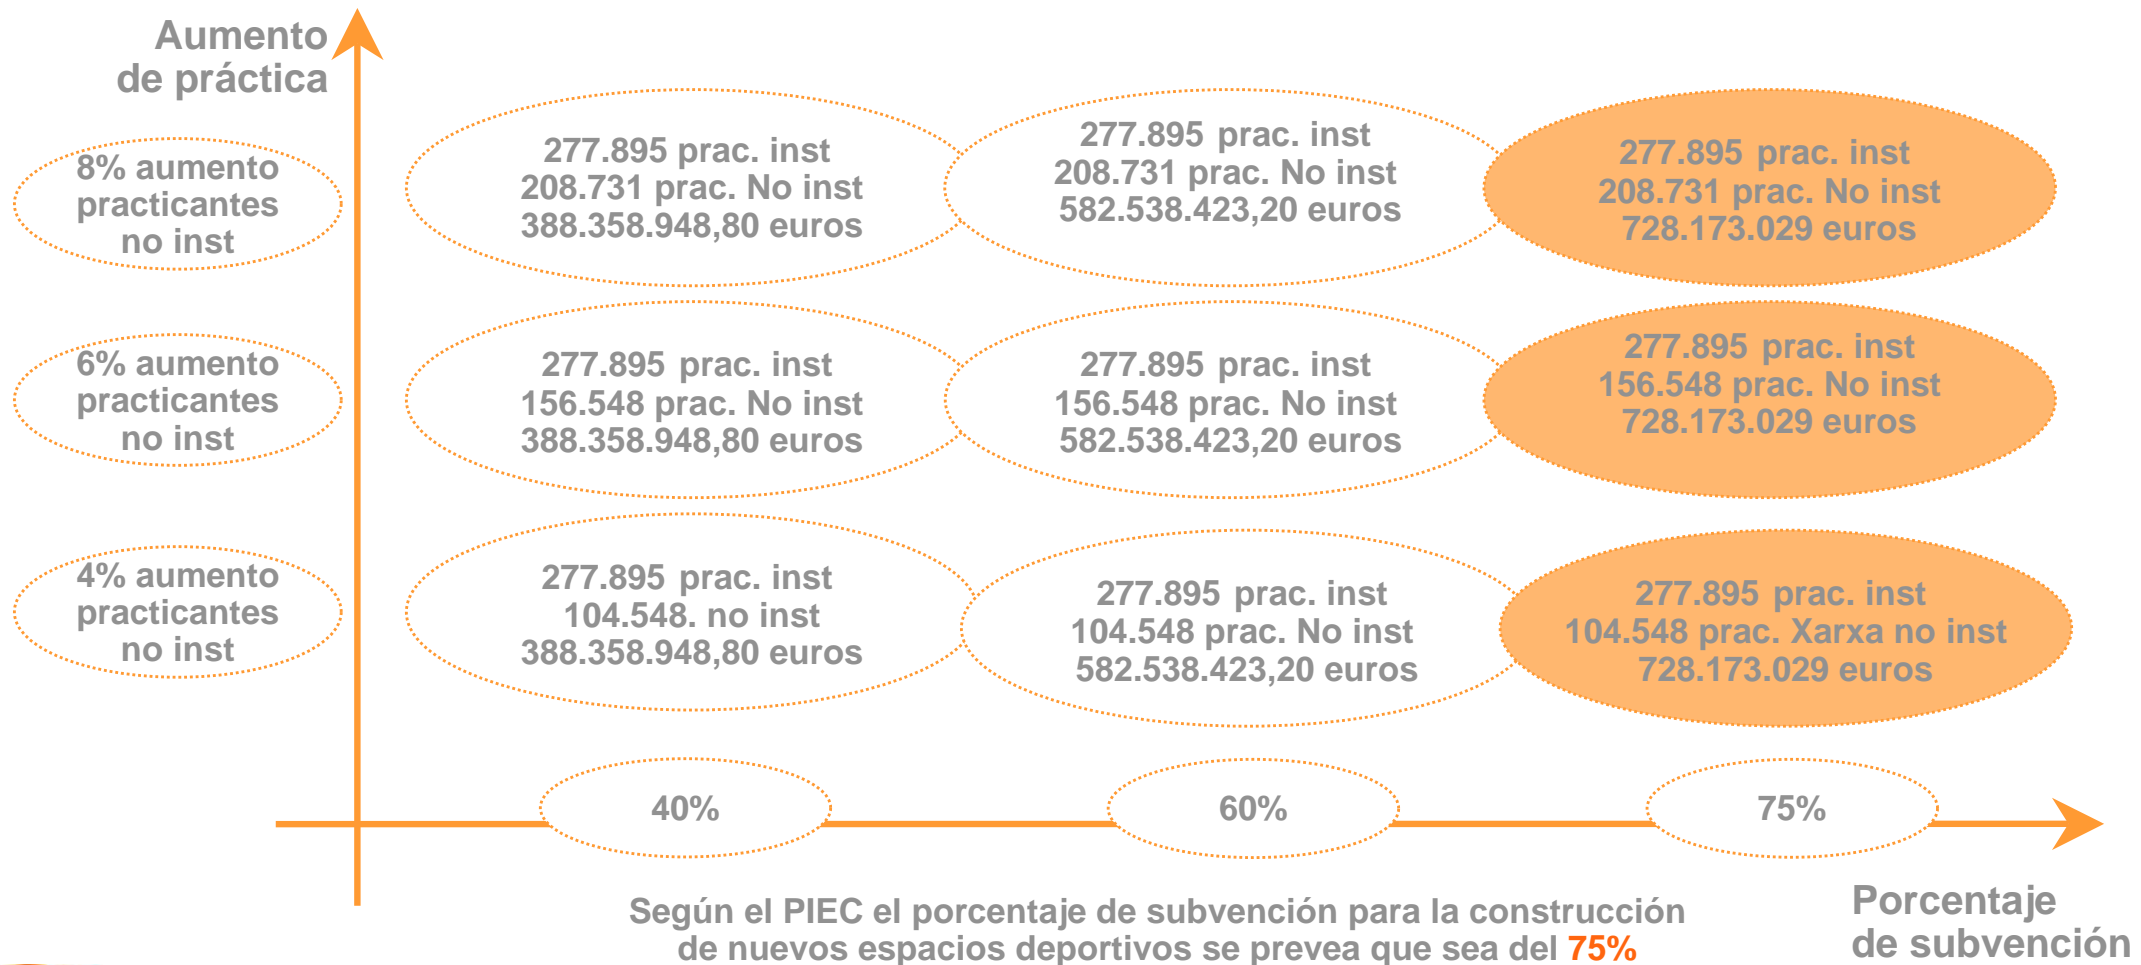 Aumento
de práctica
8% aumento
practicantes
no inst
277.895 prac. inst
208.731 prac. No inst
388.358.948,80 euros
277.895 prac. inst
208.731 prac. No inst
582.538.423,20 euros
277.895 prac. inst
208.731 prac. No inst
728.173.029 euros
6% aumento
practicantes
no inst
277.895 prac. inst
156.548 prac. No inst
388.358.948,80 euros
277.895 prac. inst
156.548 prac. No inst
582.538.423,20 euros
277.895 prac. inst
156.548 prac. No inst
728.173.029 euros
4% aumento
practicantes
no inst
277.895 prac. inst
104.548. no inst
388.358.948,80 euros
277.895 prac. inst
104.548 prac. No inst
582.538.423,20 euros
277.895 prac. inst
104.548 prac. Xarxa no inst
728.173.029 euros
40%
60%
75%
Según el PIEC el porcentaje de subvención para la construcción
de nuevos espacios deportivos se prevea que sea del 75%
Porcentaje
de subvención